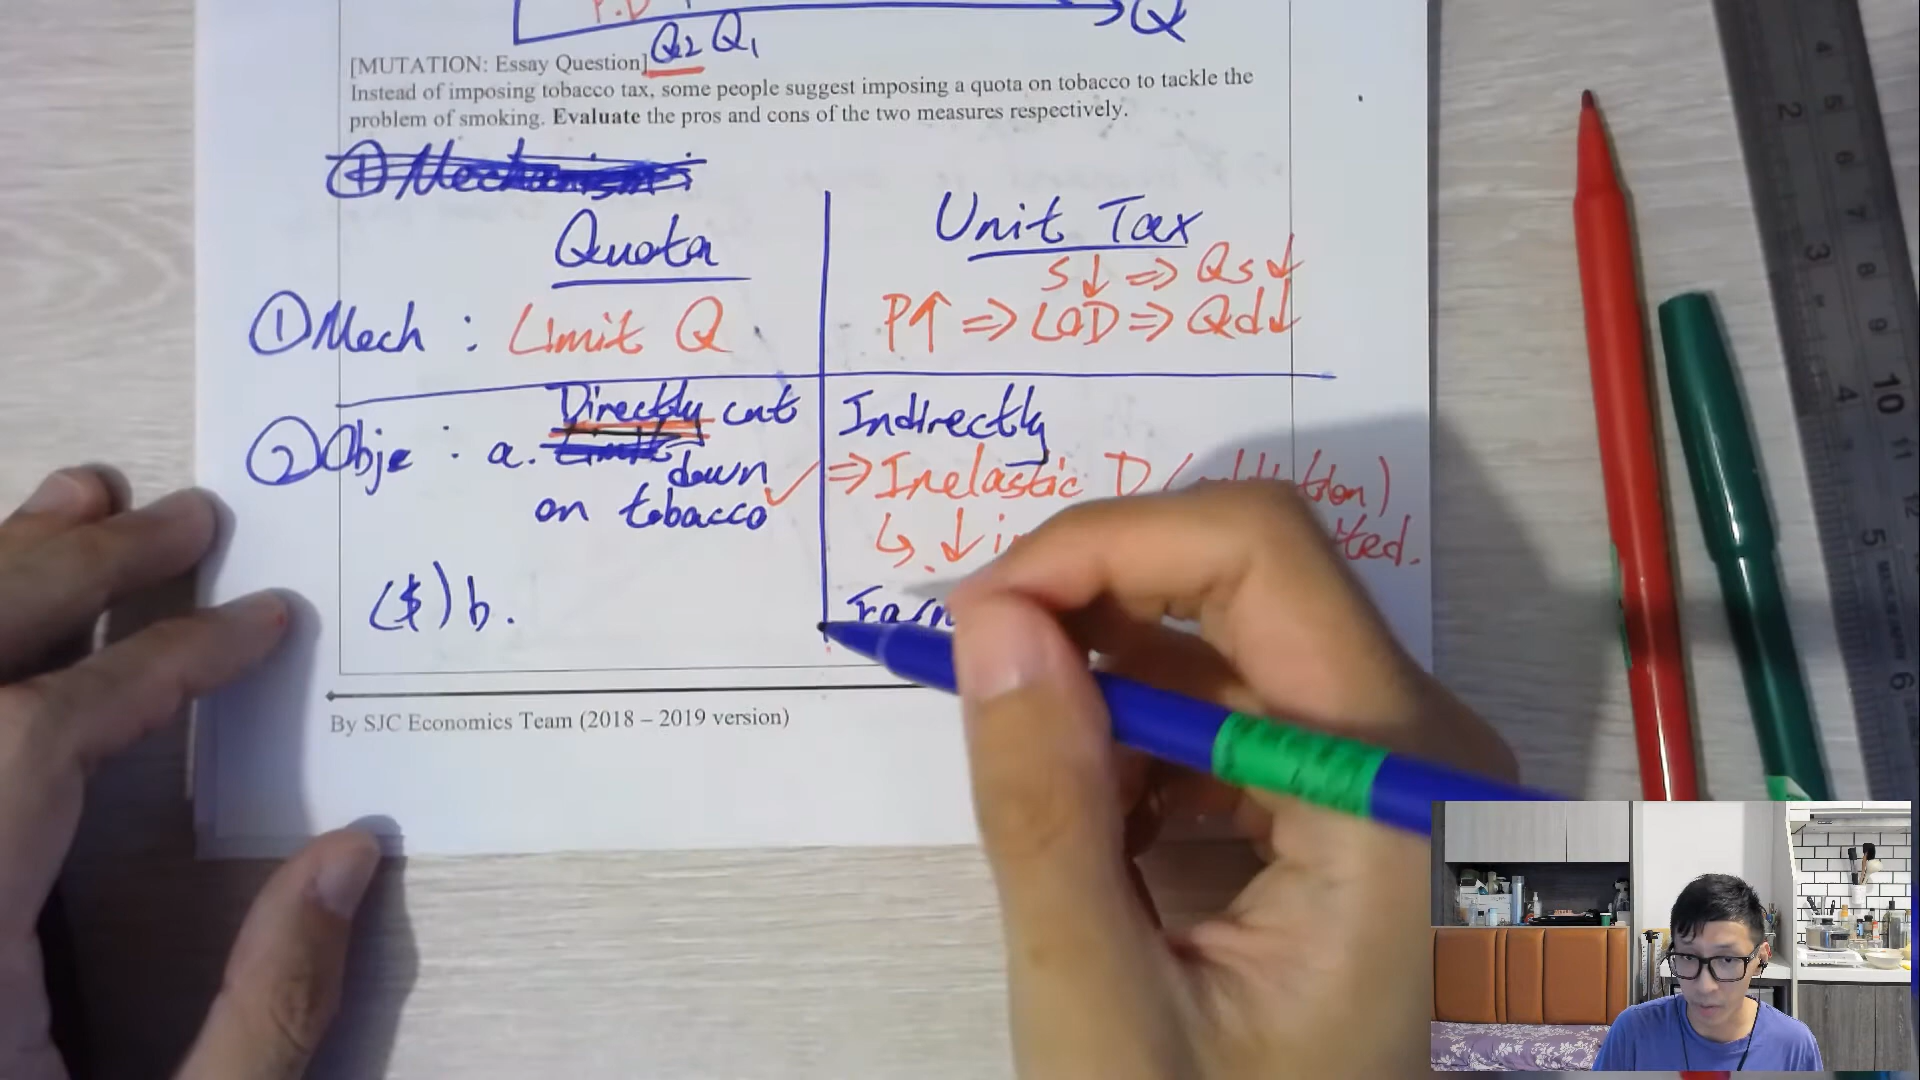 P.D
Q
Q2 Q1
[MUTATION: Essay Question]
Instead of imposing tobacco tax, some people suggest imposing a quota on tobacco to tackle the
problem of smoking. Evaluate the pros and cons of the two measures respectively.
Quota
Unit Tax
S↓ ⇒ Qs↓
① Mech : Limit Q
P↑ ⇒ LOD ⇒ Qd↓
② Obje : a. Directly cut
down
on tobacco ✓
Indirectly
⇒ Inelastic D
↳ ↓
($) b.
By SJC Economics Team (2018 – 2019 version)